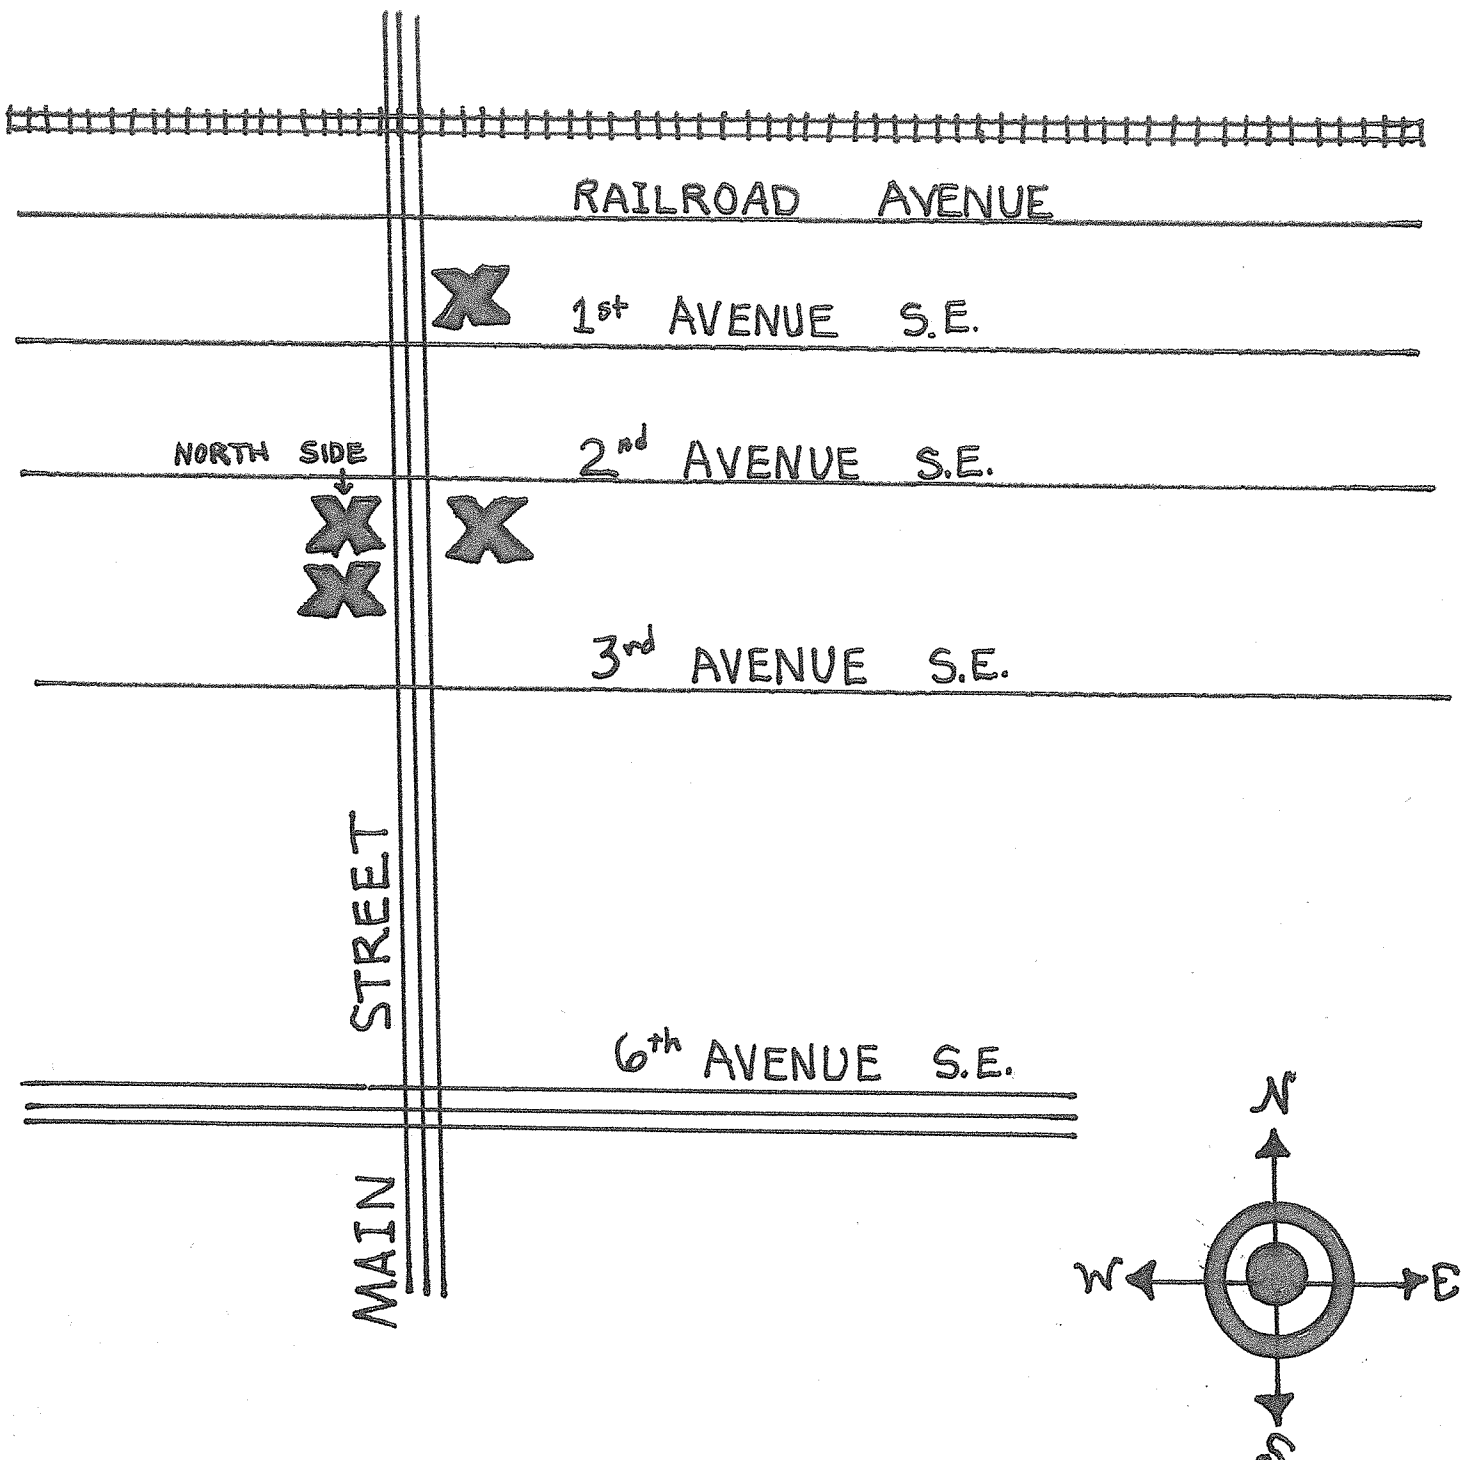 RAILROAD AVENUE
1st AVENUE S.E.
NORTH SIDE
2nd AVENUE S.E.
3rd AVENUE S.E.
MAIN STREET
6th AVENUE S.E.
N
W E
S